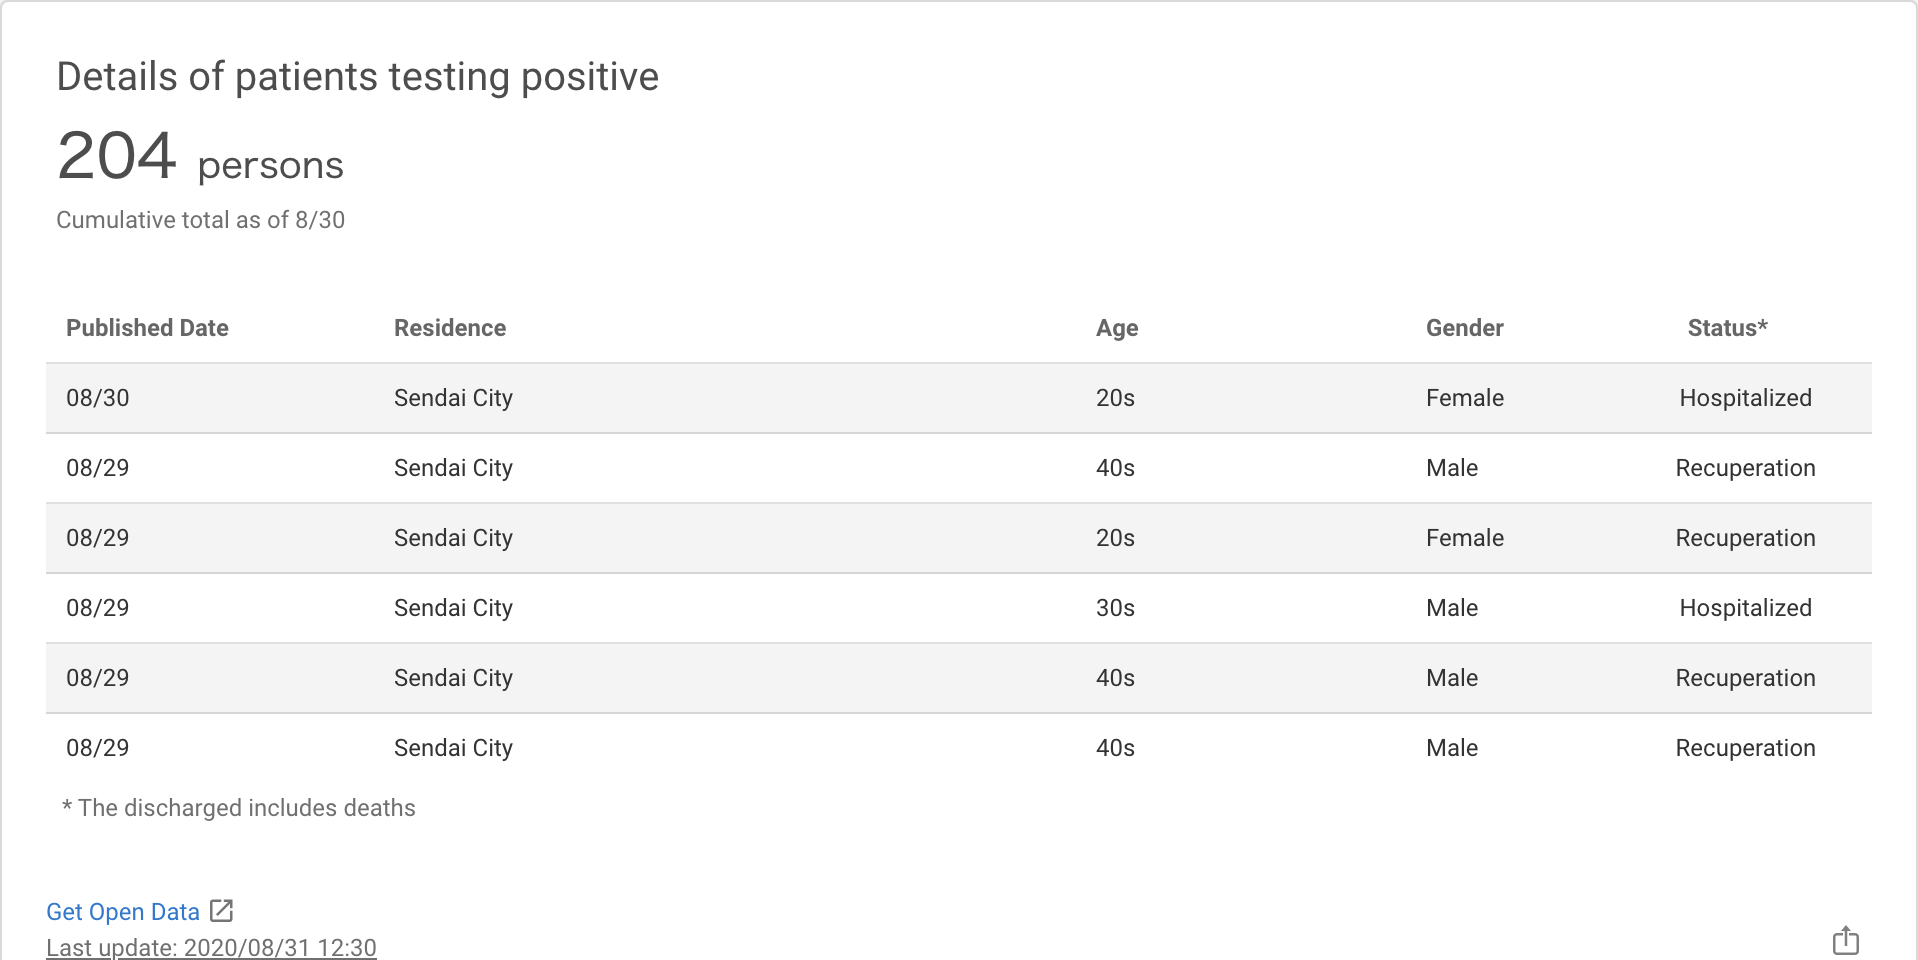 Details of patients testing positive
204 persons
Cumulative total as of 8/30
Published Date Residence Age Gender Status*
08/30 Sendai City 20s Female Hospitalized
08/29 Sendai City 40s Male Recuperation
08/29 Sendai City 20s Female Recuperation
08/29 Sendai City 30s Male Hospitalized
08/29 Sendai City 40s Male Recuperation
08/29 Sendai City 40s Male Recuperation
* The discharged includes deaths
Get Open Data
Last update: 2020/08/31 12:30